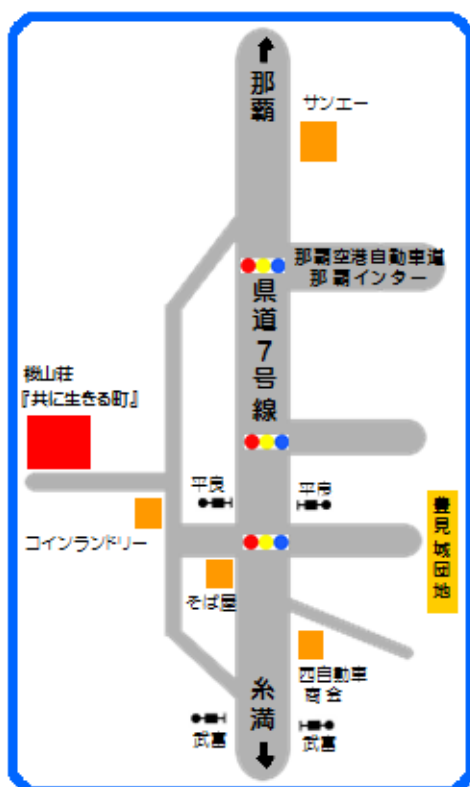 那覇
サンエー
那覇空港自動車道
那覇インター
県道7号線
機山荘
『共に生きる町』
平良
平良
豊見城団地
コインランドリー
そば屋
西自動車
商会
糸満
武富
武富